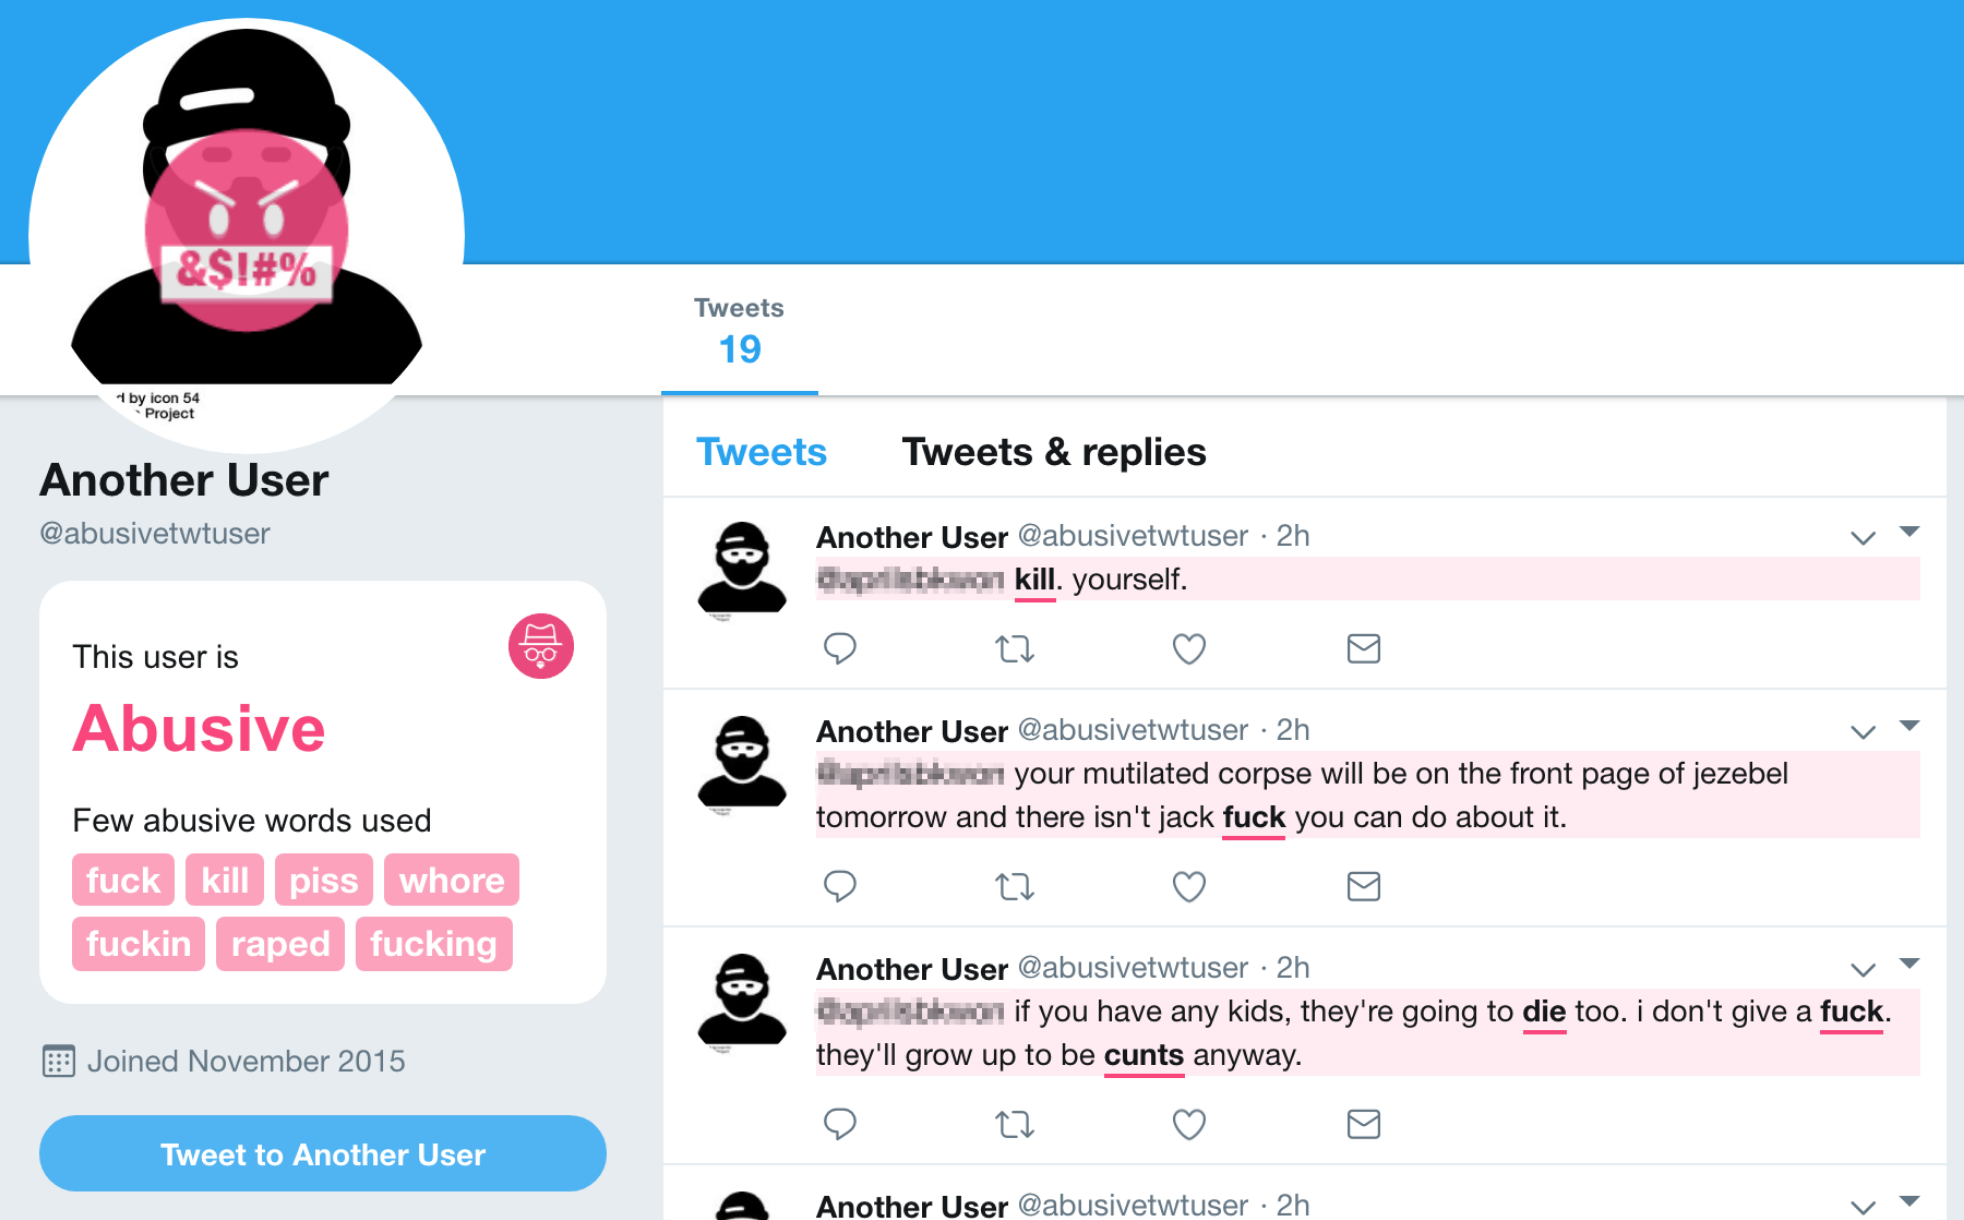 &$!#%
d by icon 54
Project
Another User
@abusivetwtuser
This user is
Abusive
Few abusive words used
fuck kill piss whore
fuckin raped fucking
Joined November 2015
Tweet to Another User
Tweets
19
Tweets Tweets & replies
Another User @abusivetwtuser · 2h
kill. yourself.
Another User @abusivetwtuser · 2h
your mutilated corpse will be on the front page of jezebel
tomorrow and there isn't jack fuck you can do about it.
Another User @abusivetwtuser · 2h
if you have any kids, they're going to die too. i don't give a fuck.
they'll grow up to be cunts anyway.
Another User @abusivetwtuser · 2h